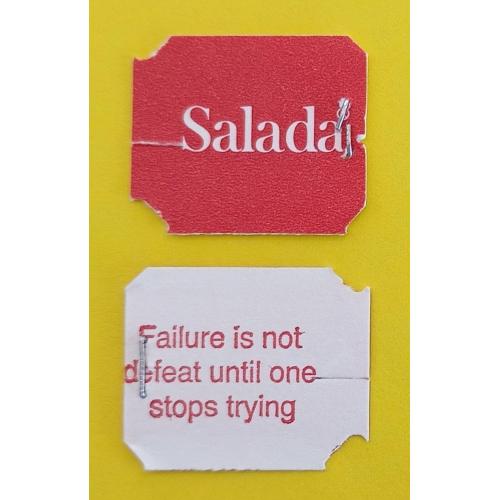 Salada
Failure is not
defeat until one
stops trying